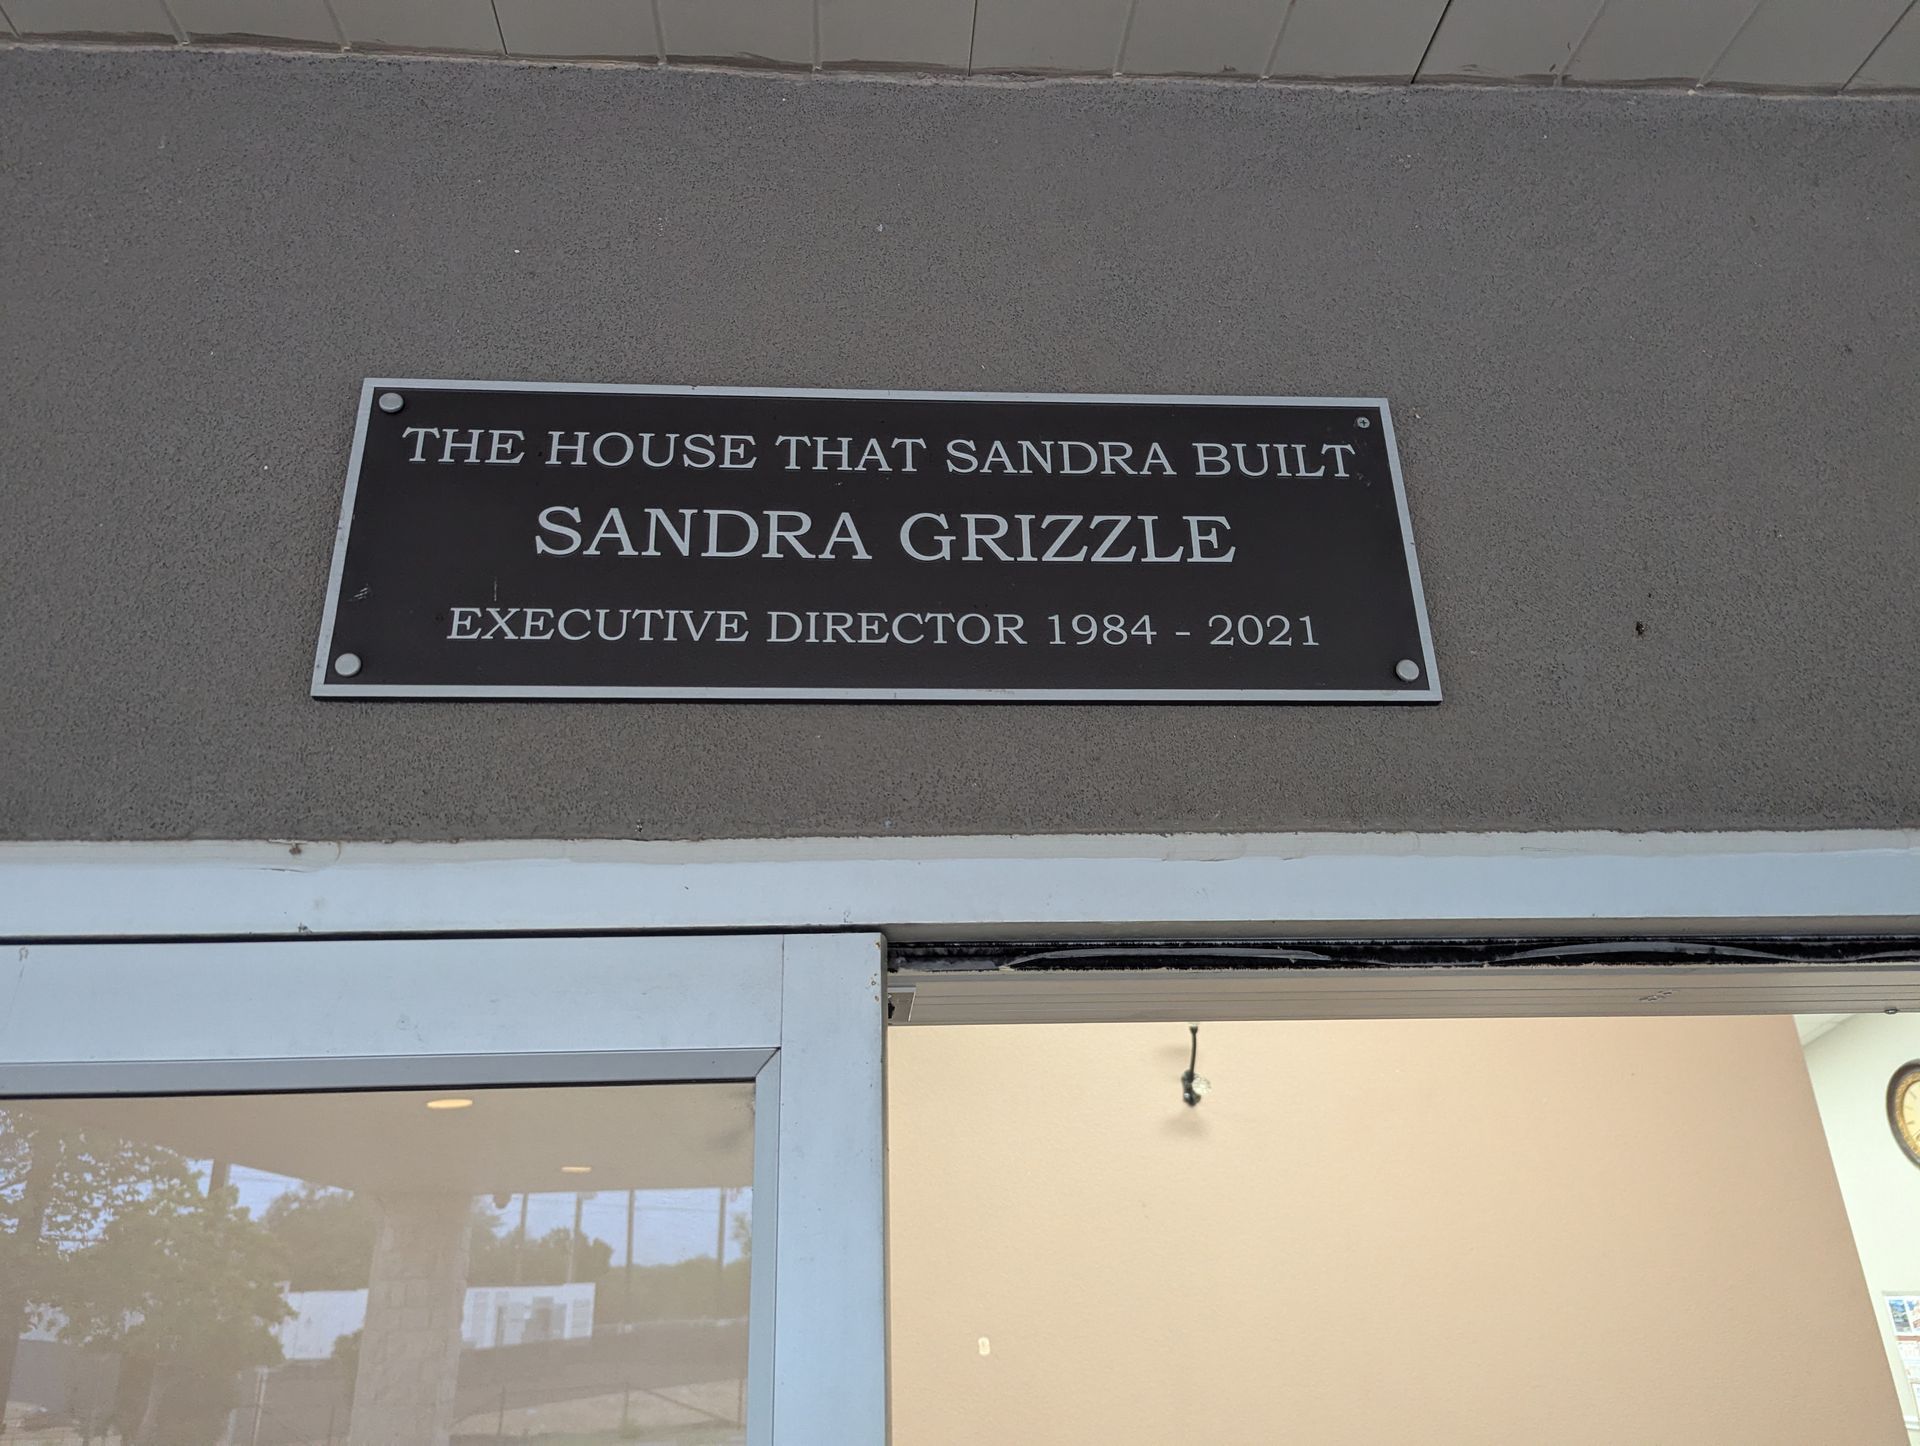 THE HOUSE THAT SANDRA BUILT
SANDRA GRIZZLE
EXECUTIVE DIRECTOR 1984 - 2021